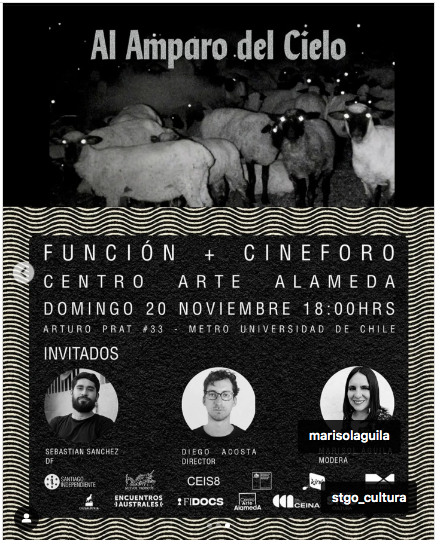 Al Amparo del Cielo
FUNCIÓN + CINEFORO
CENTRO ARTE ALAMEDA
DOMINGO 20 NOVIEMBRE 18:00HRS
ARTURO PRAT #33 - METRO UNIVERSIDAD DE CHILE
INVITADOS
marisolaguila
SEBASTIAN SANCHEZ
DF
DIEGO ACOSTA
DIRECTOR
MODERA
SANTIAGO
INDEPENDIENTE
CEIS8
stgo_cultura
ENCUENTROS
AUSTRALES
FIDOCS
Centro
Arte
Alameda
CEINA